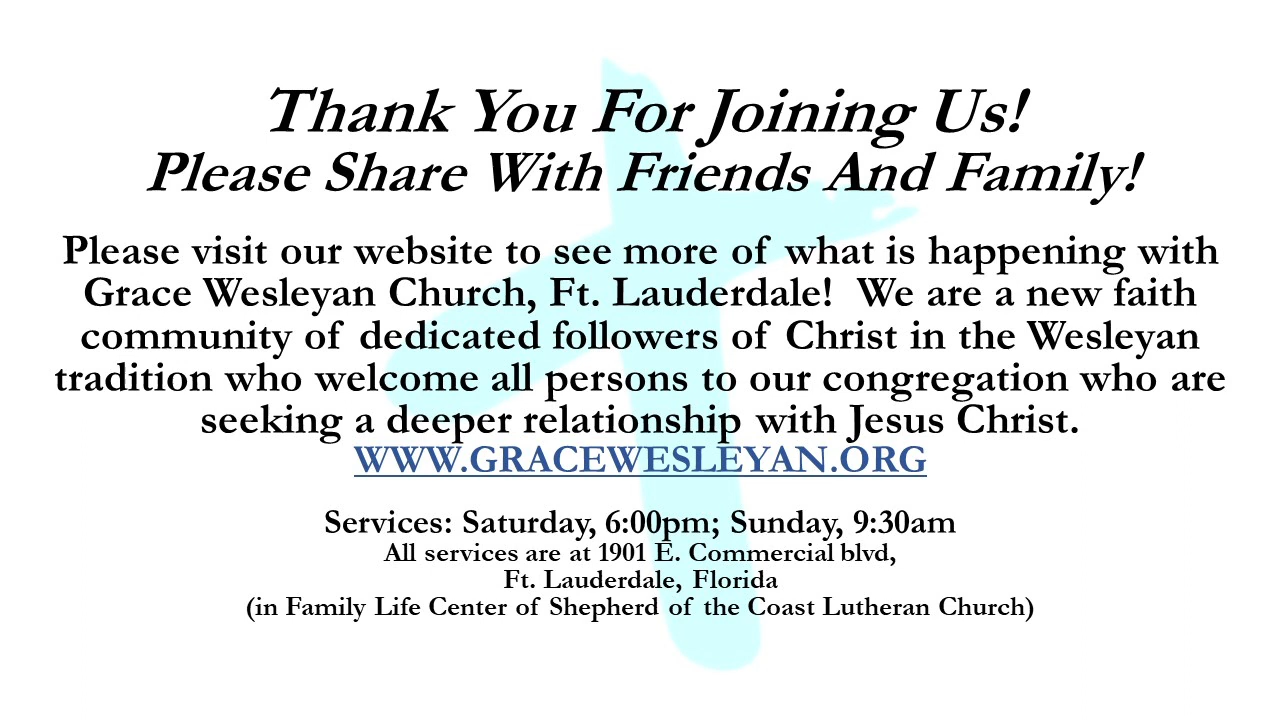 Thank You For Joining Us!
Please Share With Friends And Family!
Please visit our website to see more of what is happening with
Grace Wesleyan Church, Ft. Lauderdale!  We are a new faith
community of dedicated followers of Christ in the Wesleyan
tradition who welcome all persons to our congregation who are
seeking a deeper relationship with Jesus Christ.
WWW.GRACEWESLEYAN.ORG
Services: Saturday, 6:00pm; Sunday, 9:30am
All services are at 1901 E. Commercial blvd,
Ft. Lauderdale, Florida
(in Family Life Center of Shepherd of the Coast Lutheran Church)